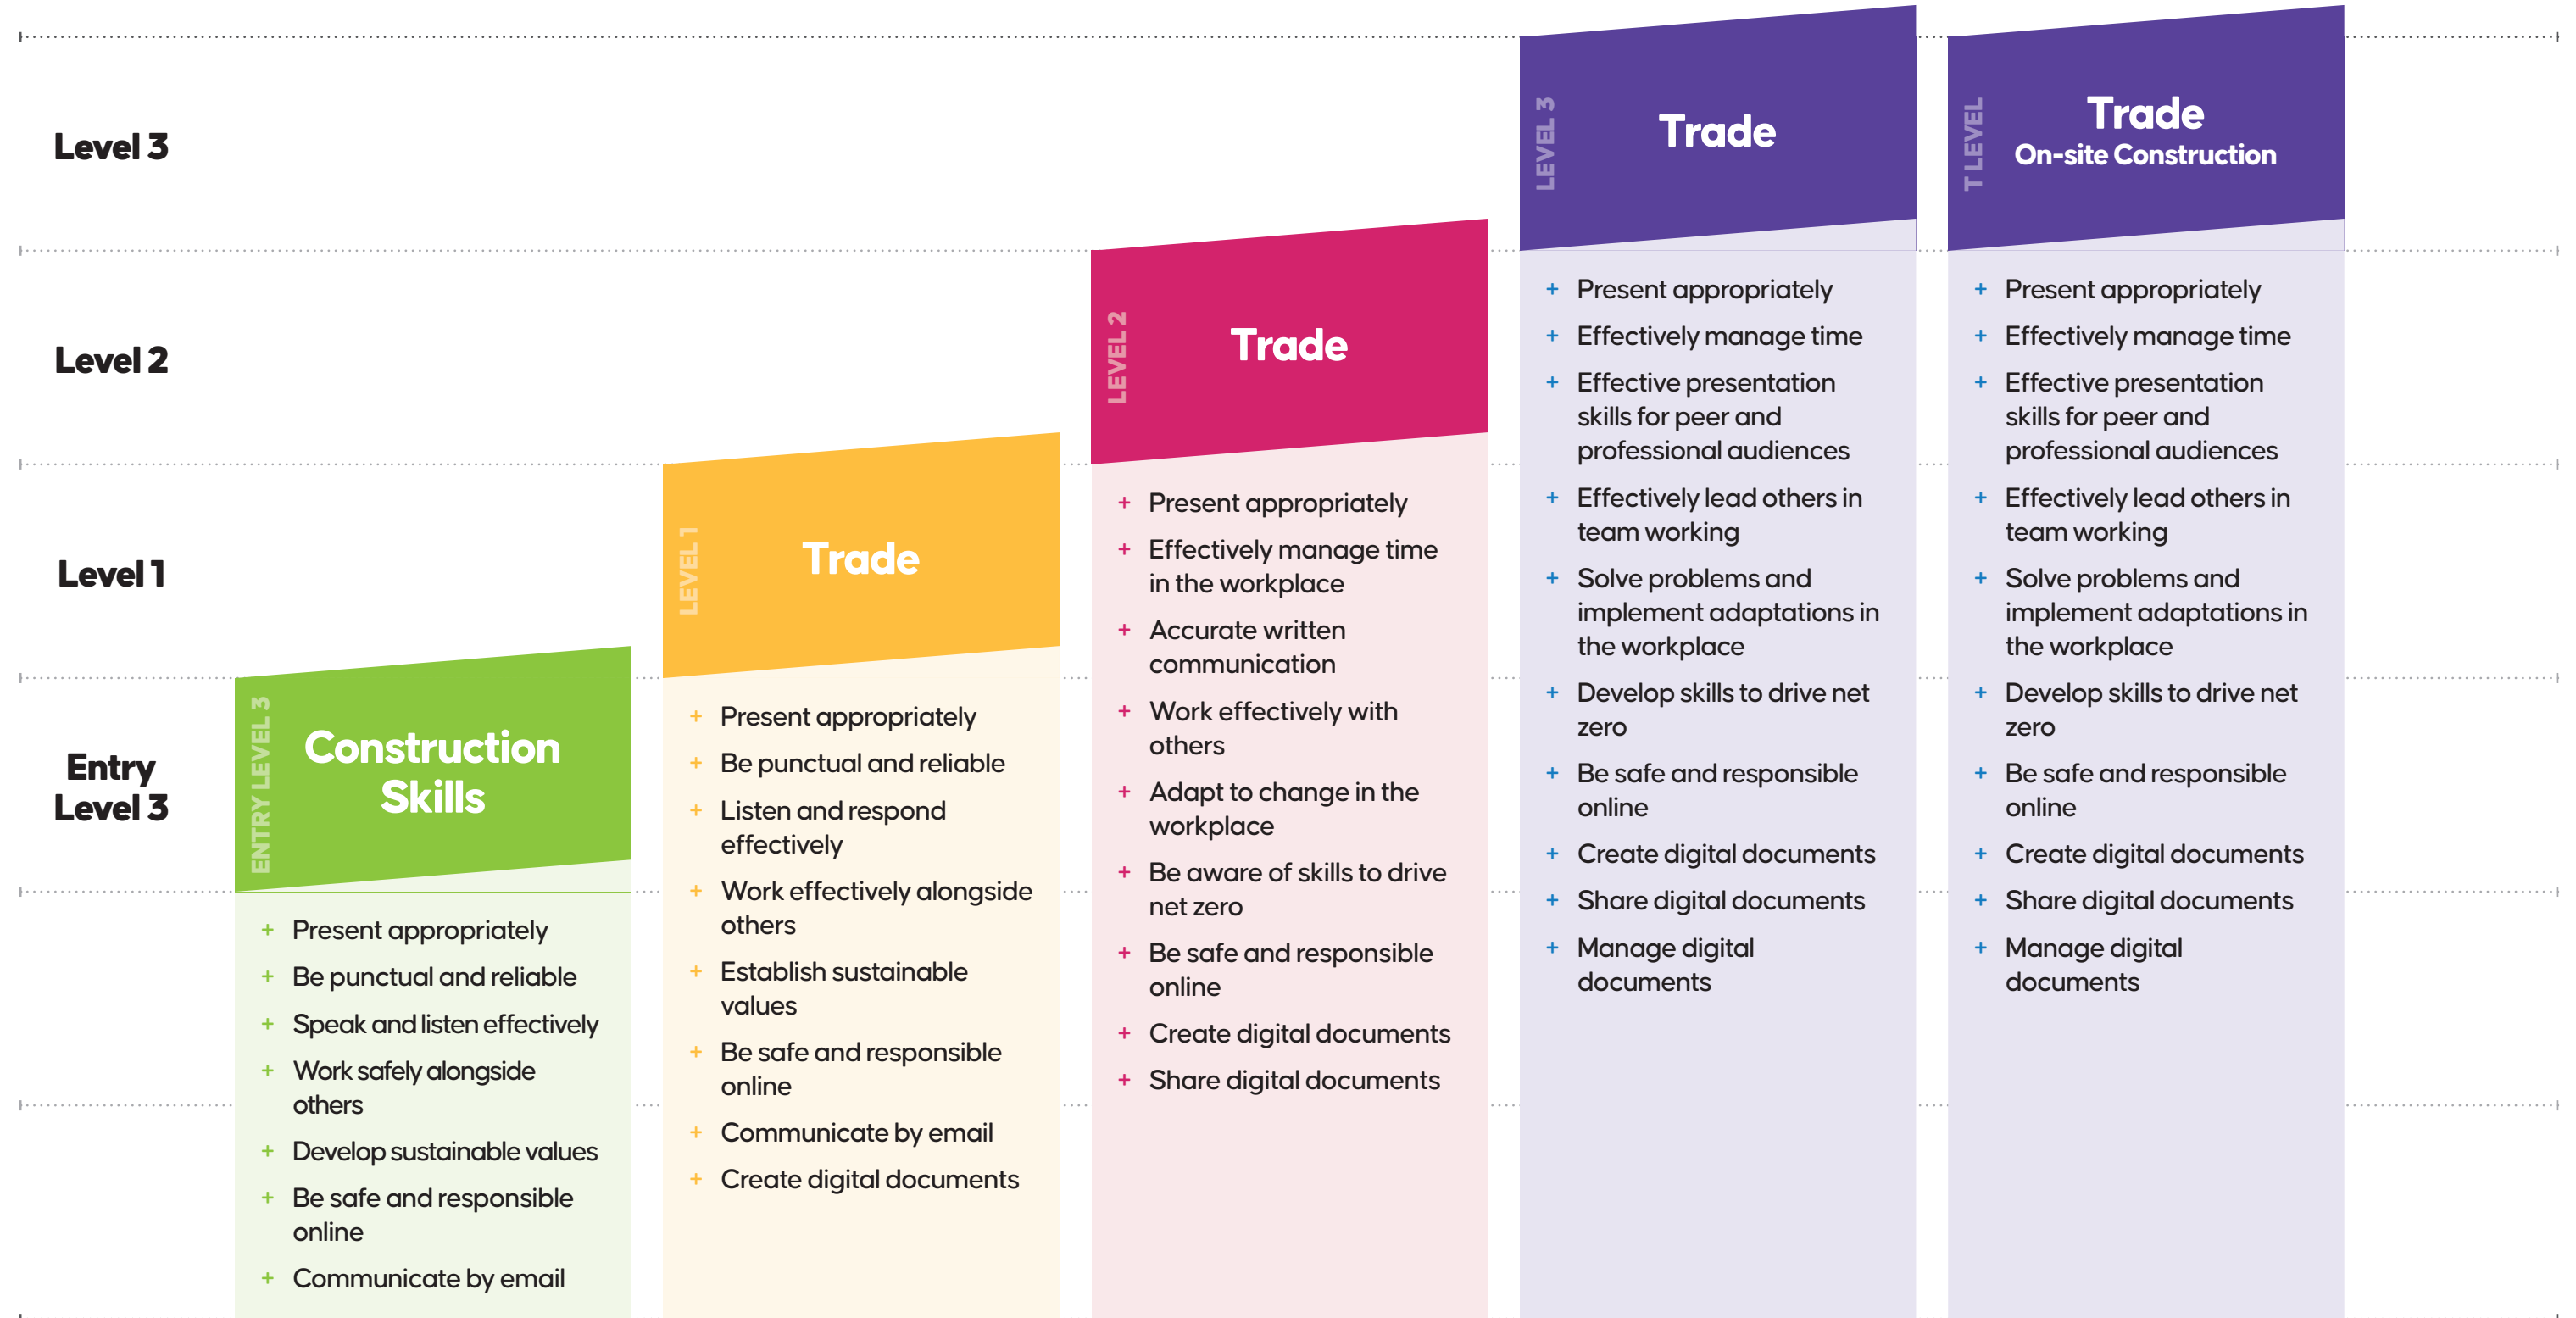 Level 3
Level 2
Level 1
Entry
Level 3
ENTRY LEVEL 3
Construction
Skills
+ Present appropriately
+ Be punctual and reliable
+ Speak and listen effectively
+ Work safely alongside
others
+ Develop sustainable values
+ Be safe and responsible
online
+ Communicate by email
LEVEL 1
Trade
+ Present appropriately
+ Be punctual and reliable
+ Listen and respond
effectively
+ Work effectively alongside
others
+ Establish sustainable
values
+ Be safe and responsible
online
+ Communicate by email
+ Create digital documents
LEVEL 2
Trade
+ Present appropriately
+ Effectively manage time
in the workplace
+ Accurate written
communication
+ Work effectively with
others
+ Adapt to change in the
workplace
+ Be aware of skills to drive
net zero
+ Be safe and responsible
online
+ Create digital documents
+ Share digital documents
LEVEL 3
Trade
+ Present appropriately
+ Effectively manage time
+ Effective presentation
skills for peer and
professional audiences
+ Effectively lead others in
team working
+ Solve problems and
implement adaptations in
the workplace
+ Develop skills to drive net
zero
+ Be safe and responsible
online
+ Create digital documents
+ Share digital documents
+ Manage digital
documents
T LEVEL
Trade
On-site Construction
+ Present appropriately
+ Effectively manage time
+ Effective presentation
skills for peer and
professional audiences
+ Effectively lead others in
team working
+ Solve problems and
implement adaptations in
the workplace
+ Develop skills to drive net
zero
+ Be safe and responsible
online
+ Create digital documents
+ Share digital documents
+ Manage digital
documents